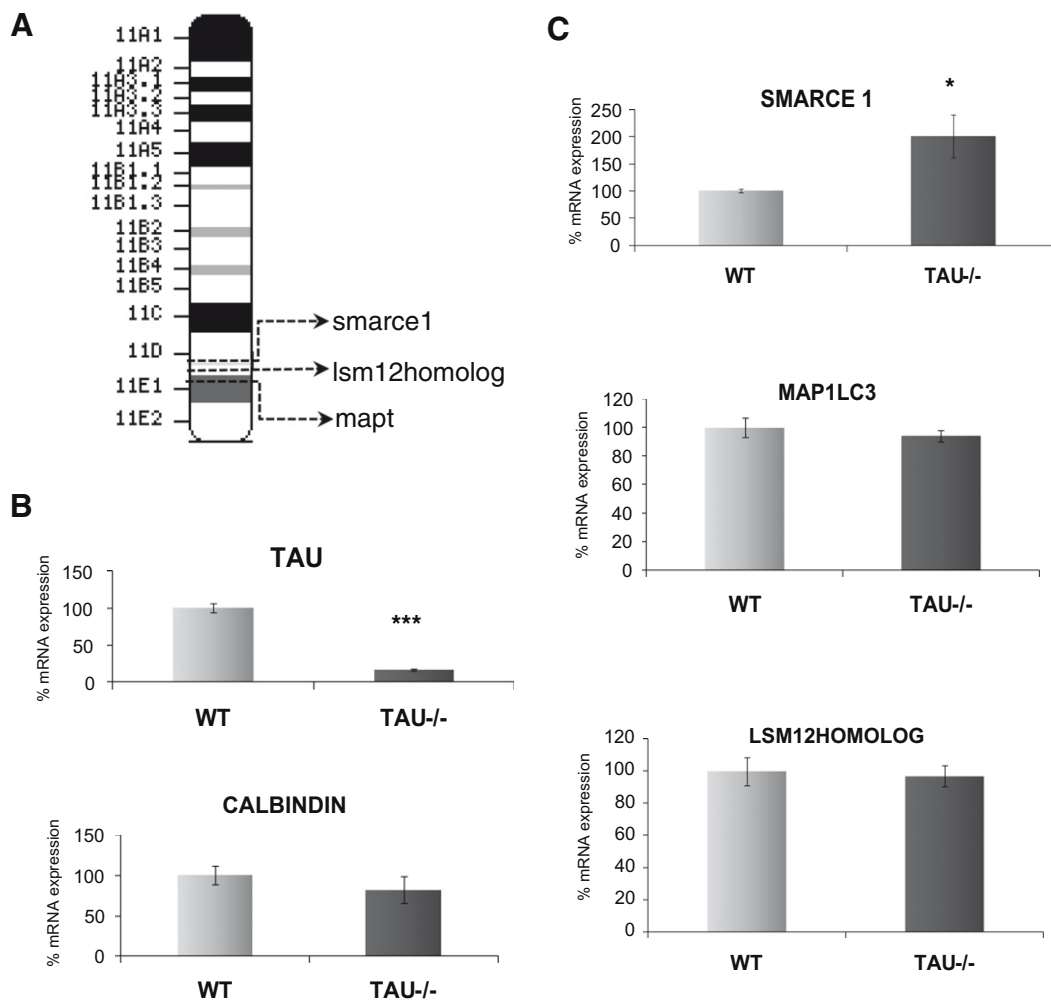 A
11A1
11A2
11A3.1
11A3.2
11A3.3
11A4
11A5
11B1.1
11B1.2
11B1.3
11B2
11B3
11B4
11B5
11C
11D
11E1
11E2
smarce1
lsm12homolog
mapt
B
TAU
% mRNA expression
150
100
50
0
***
WT
TAU-/-
CALBINDIN
% mRNA expression
150
100
50
0
WT
TAU-/-
C
SMARCE 1
*
% mRNA expression
250
200
150
100
50
0
WT
TAU-/-
MAP1LC3
% mRNA expression
120
100
80
60
40
20
0
WT
TAU-/-
LSM12HOMOLOG
% mRNA expression
120
100
80
60
40
20
0
WT
TAU-/-